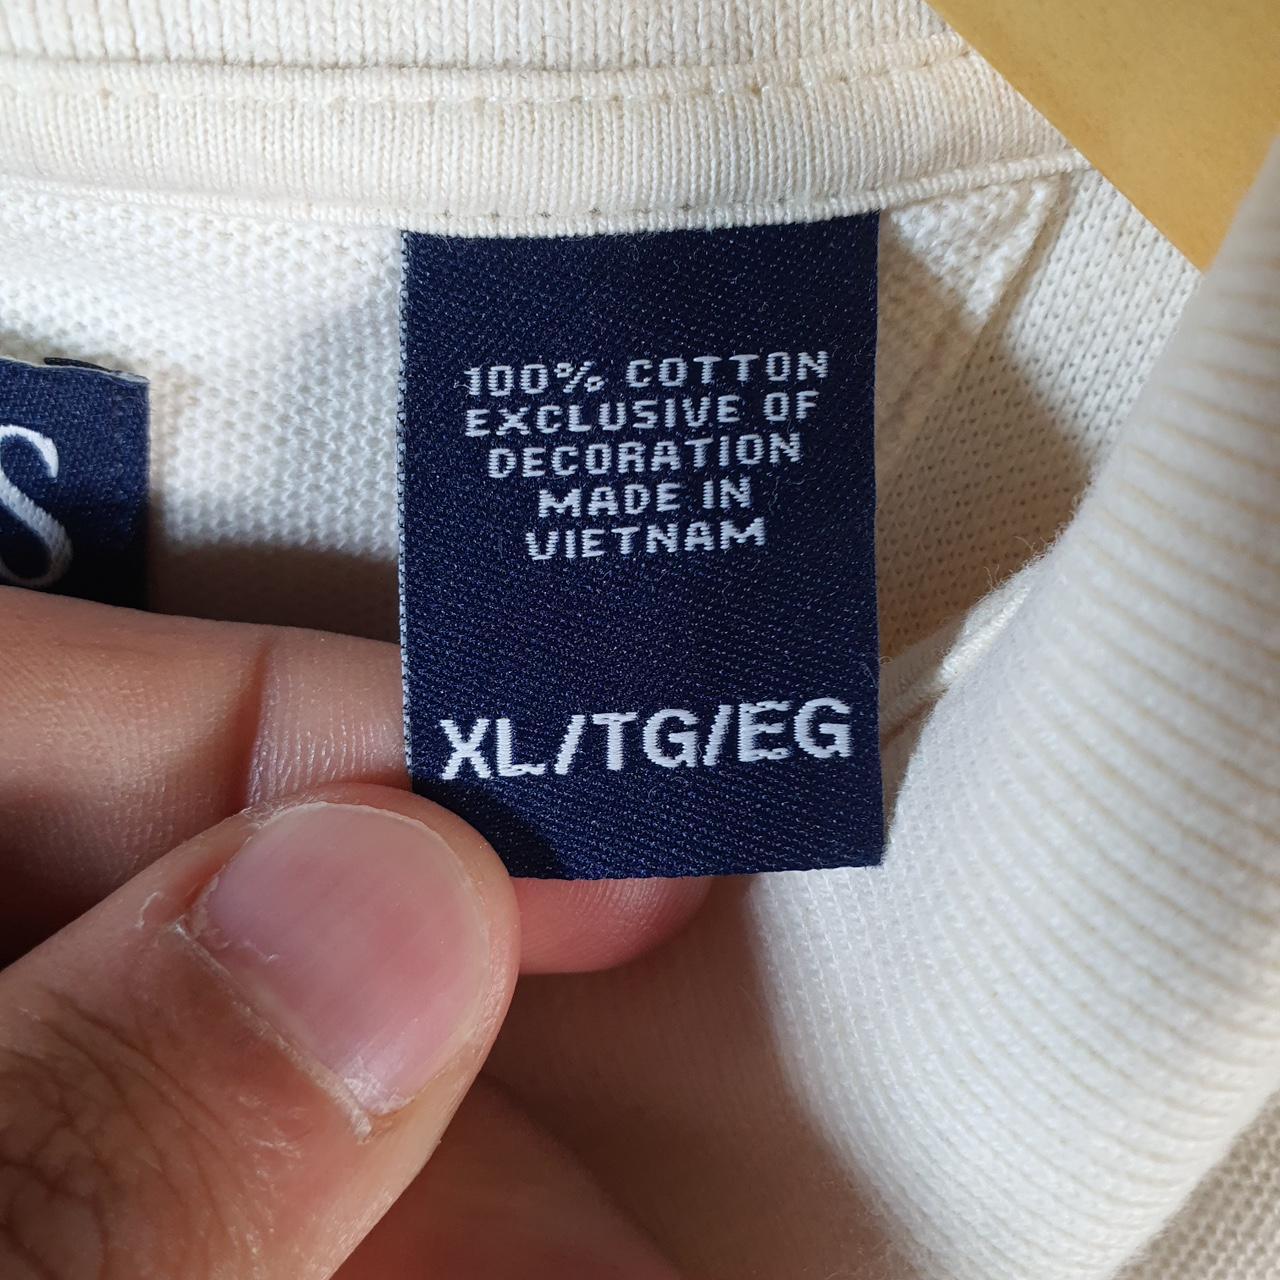 100% COTTON
EXCLUSIVE OF
DECORATION
MADE IN
VIETNAM
XL/TG/EG